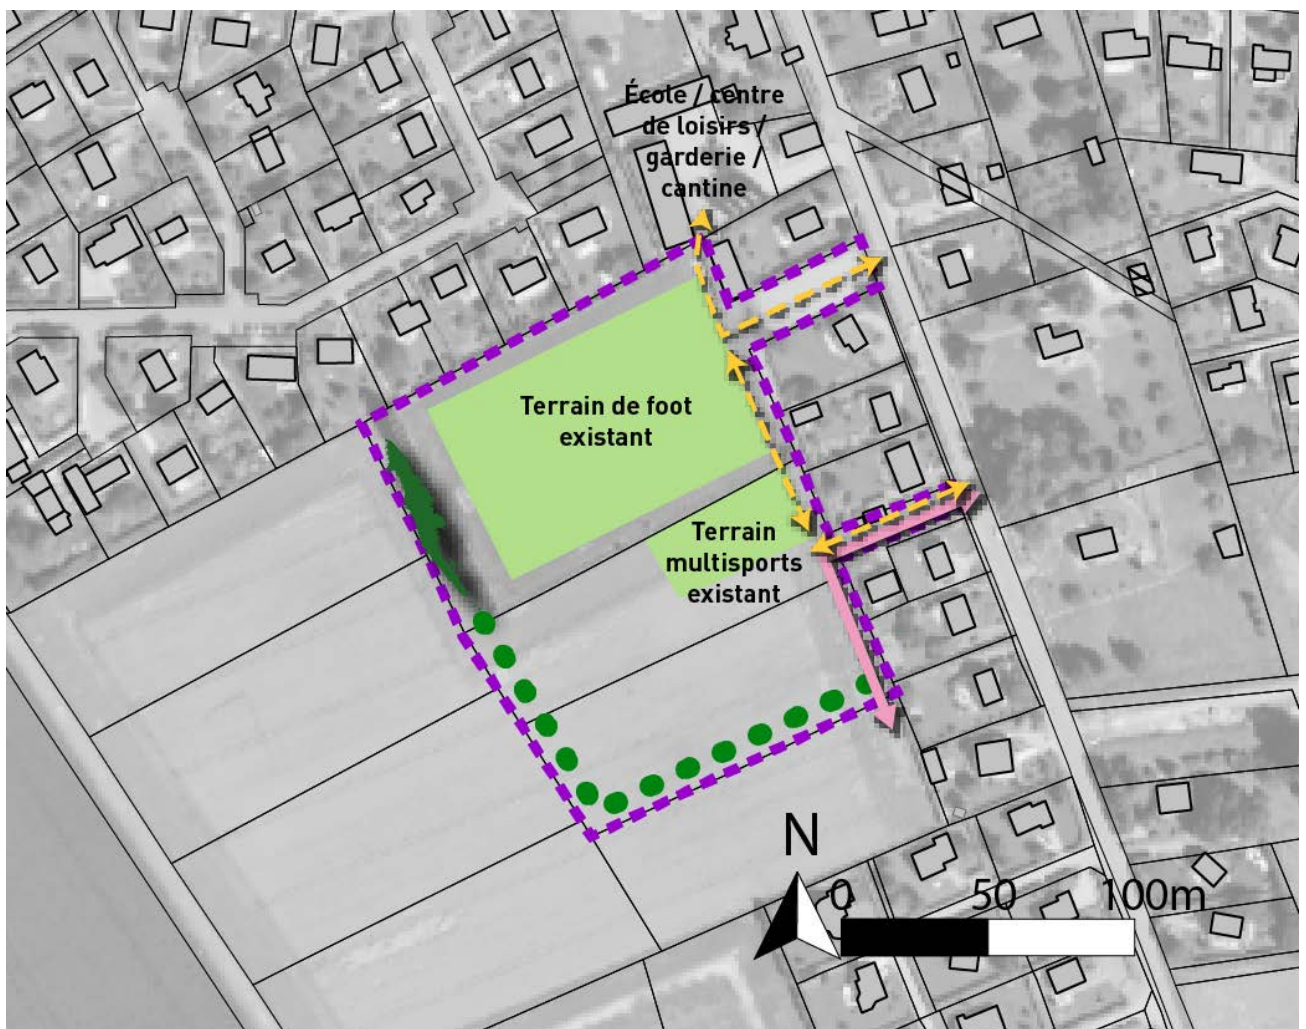 École / centre
de loisirs /
garderie /
cantine
Terrain de foot
existant
Terrain
multisports
existant
N
0 50 100m